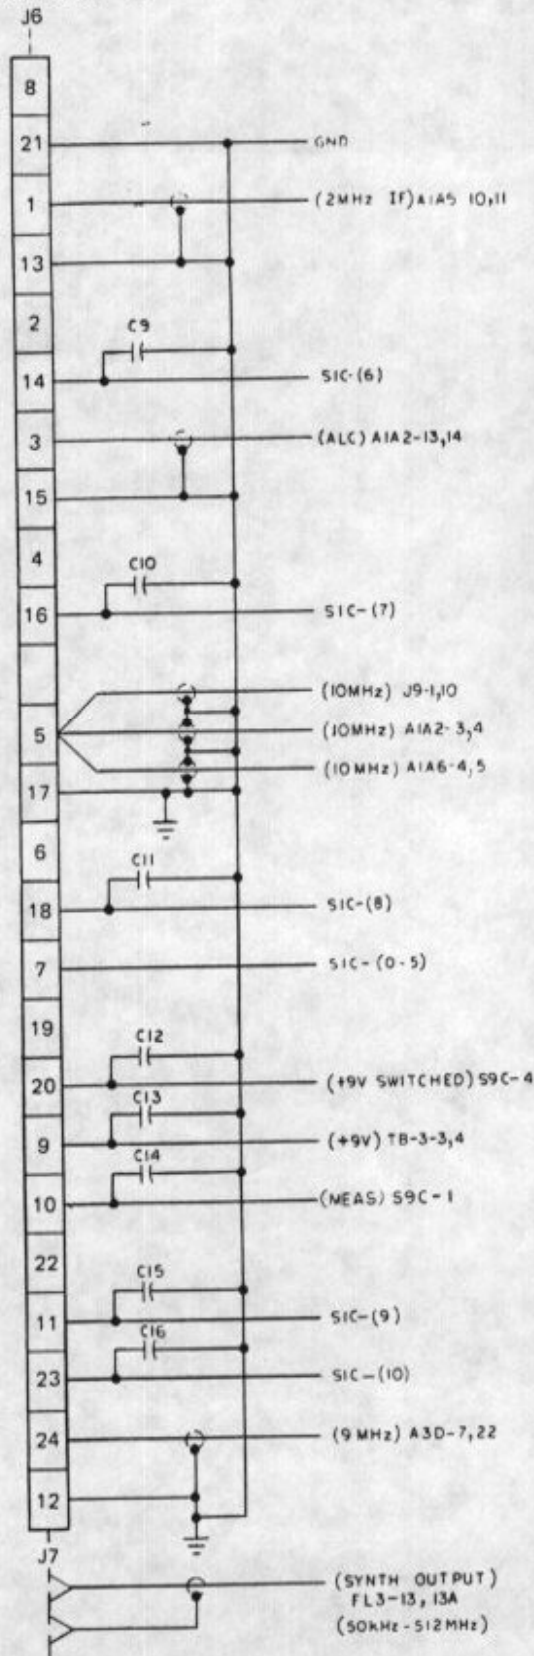 J6
8
21 GND
1 (2MHz IF) A1A5 10,11
13
2
C9
14 S1C-(6)
3 (ALC) A1A2-13,14
15
4
C10
16 S1C-(7)
(10MHz) J9-1,10
5 (10MHz) A1A2-3,4
(10MHz) A1A6-4,5
17
6
C11
18 S1C-(8)
7 S1C-(0-5)
19
C12
20 (+9V SWITCHED) S9C-4
C13
9 (+9V) TB-3-3,4
C14
10 (MEAS) S9C-1
22
C15
11 S1C-(9)
C16
23 S1C-(10)
24 (9MHz) A3D-7,22
12
J7
(SYNTH OUTPUT)
FL3-13, 13A
(50kHz-512MHz)